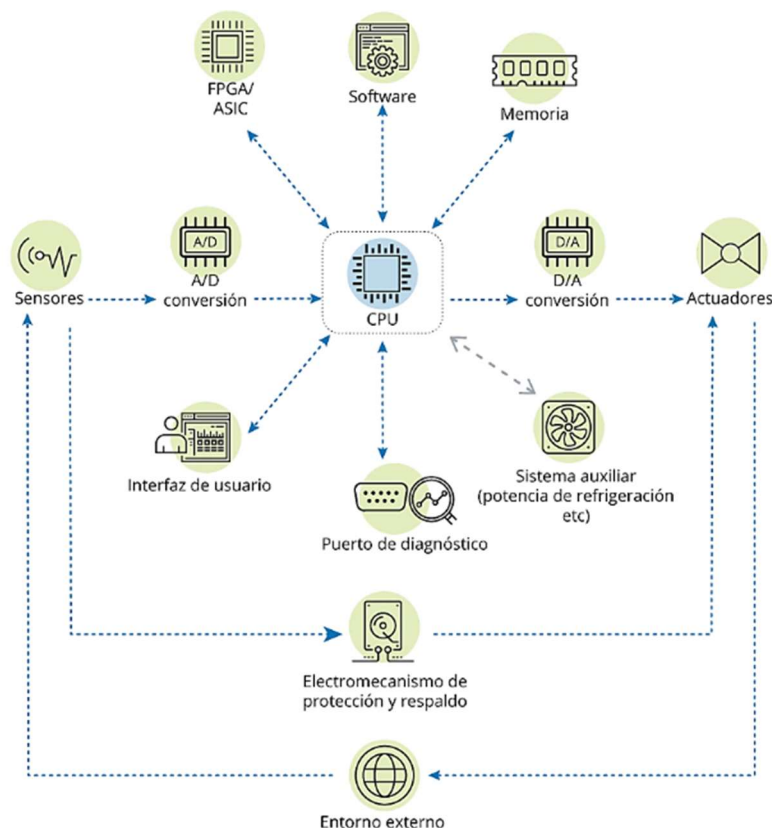 FPGA/
ASIC
Software
Memoria
A/D
D/A
Sensores
A/D
conversión
CPU
D/A
conversión
Actuadores
Interfaz de usuario
Puerto de diagnóstico
Sistema auxiliar
(potencia de refrigeración
etc)
Electromecanismo de
protección y respaldo
Entorno externo